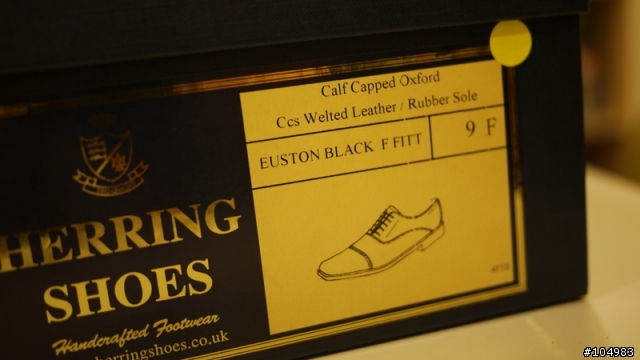 Calf Capped Oxford
Ccs Welted Leather / Rubber Sole
EUSTON BLACK F FITT
9 F
HERRING
SHOES
Handcrafted Footwear
herringshoes.co.uk
#104988